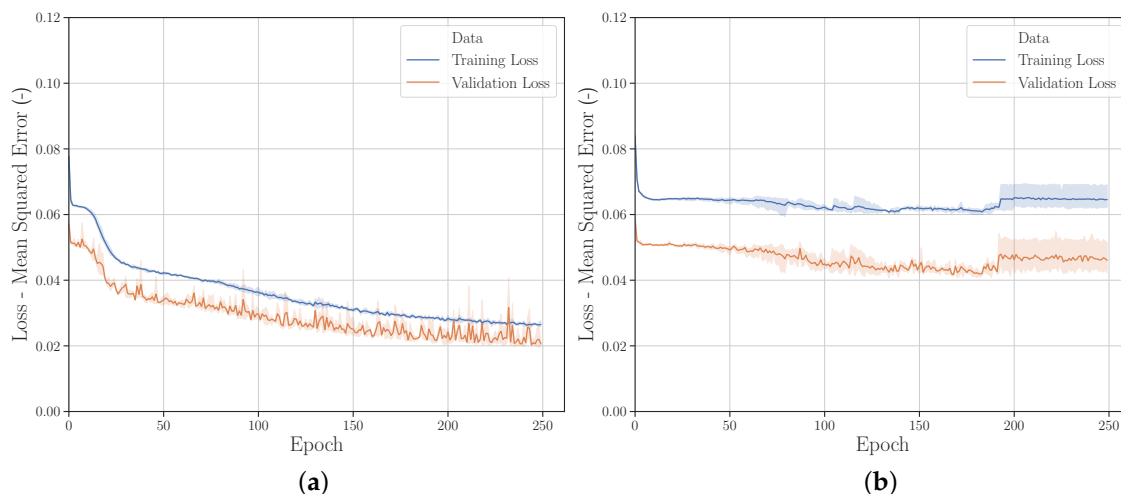 0.12
0.10
0.08
0.06
0.04
0.02
0.00
Loss - Mean Squared Error (-)
Data
Training Loss
Validation Loss
0 50 100 150 200 250
Epoch
(a)
0.12
0.10
0.08
0.06
0.04
0.02
0.00
Loss - Mean Squared Error (-)
Data
Training Loss
Validation Loss
0 50 100 150 200 250
Epoch
(b)